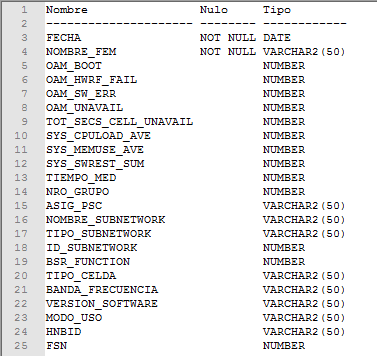 1 Nombre Nulo Tipo
2 --------------------- -------- ------------
3 FECHA NOT NULL DATE
4 NOMBRE_FEM NOT NULL VARCHAR2(50)
5 OAM_BOOT NUMBER
6 OAM_HWRF_FAIL NUMBER
7 OAM_SW_ERR NUMBER
8 OAM_UNAVAIL NUMBER
9 TOT_SECS_CELL_UNAVAIL NUMBER
10 SYS_CPULOAD_AVE NUMBER
11 SYS_MEMUSE_AVE NUMBER
12 SYS_SWREST_SUM NUMBER
13 TIEMPO_MED NUMBER
14 NRO_GRUPO NUMBER
15 ASIG_PSC VARCHAR2(50)
16 NOMBRE_SUBNETWORK VARCHAR2(50)
17 TIPO_SUBNETWORK VARCHAR2(50)
18 ID_SUBNETWORK NUMBER
19 BSR_FUNCTION NUMBER
20 TIPO_CELDA VARCHAR2(50)
21 BANDA_FRECUENCIA VARCHAR2(50)
22 VERSION_SOFTWARE VARCHAR2(50)
23 MODO_USO VARCHAR2(50)
24 HNBID VARCHAR2(50)
25 FSN NUMBER